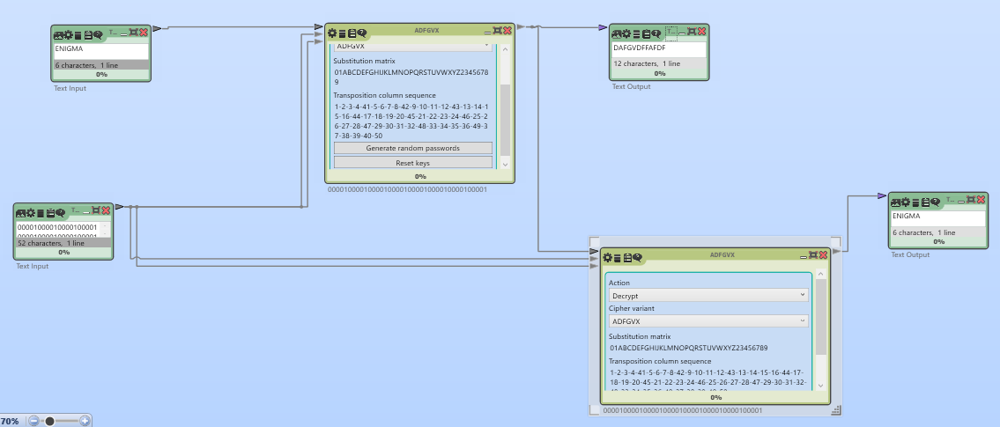 ENIGMA
6 characters, 1 line
0%
Text Input
ADFGVX
ADFGVX
Substitution matrix
01ABCDEFGHIJKLMNOPQRSTUVWXYZ2345678
9
Transposition column sequence
1-2-3-4-41-5-6-7-8-42-9-10-11-12-43-13-14-1
5-16-44-17-18-19-20-45-21-22-23-24-46-25-2
6-27-28-47-29-30-31-32-48-33-34-35-36-49-3
7-38-39-40-50
Generate random passwords
Reset keys
0%
T...
DAFGVDFFAFDF
12 characters, 1 line
0%
Text Output
T...
00001000010000100001
52 characters, 1 line
0%
Text Input
T...
ENIGMA
6 characters, 1 line
0%
Text Output
ADFGVX
Action
Decrypt
Cipher variant
ADFGVX
Substitution matrix
01ABCDEFGHIJKLMNOPQRSTUVWXYZ23456789
Transposition column sequence
1-2-3-4-41-5-6-7-8-42-9-10-11-12-43-13-14-15-16-44-17-
18-19-20-45-21-22-23-24-46-25-26-27-28-47-29-30-31-32-
0%
70%